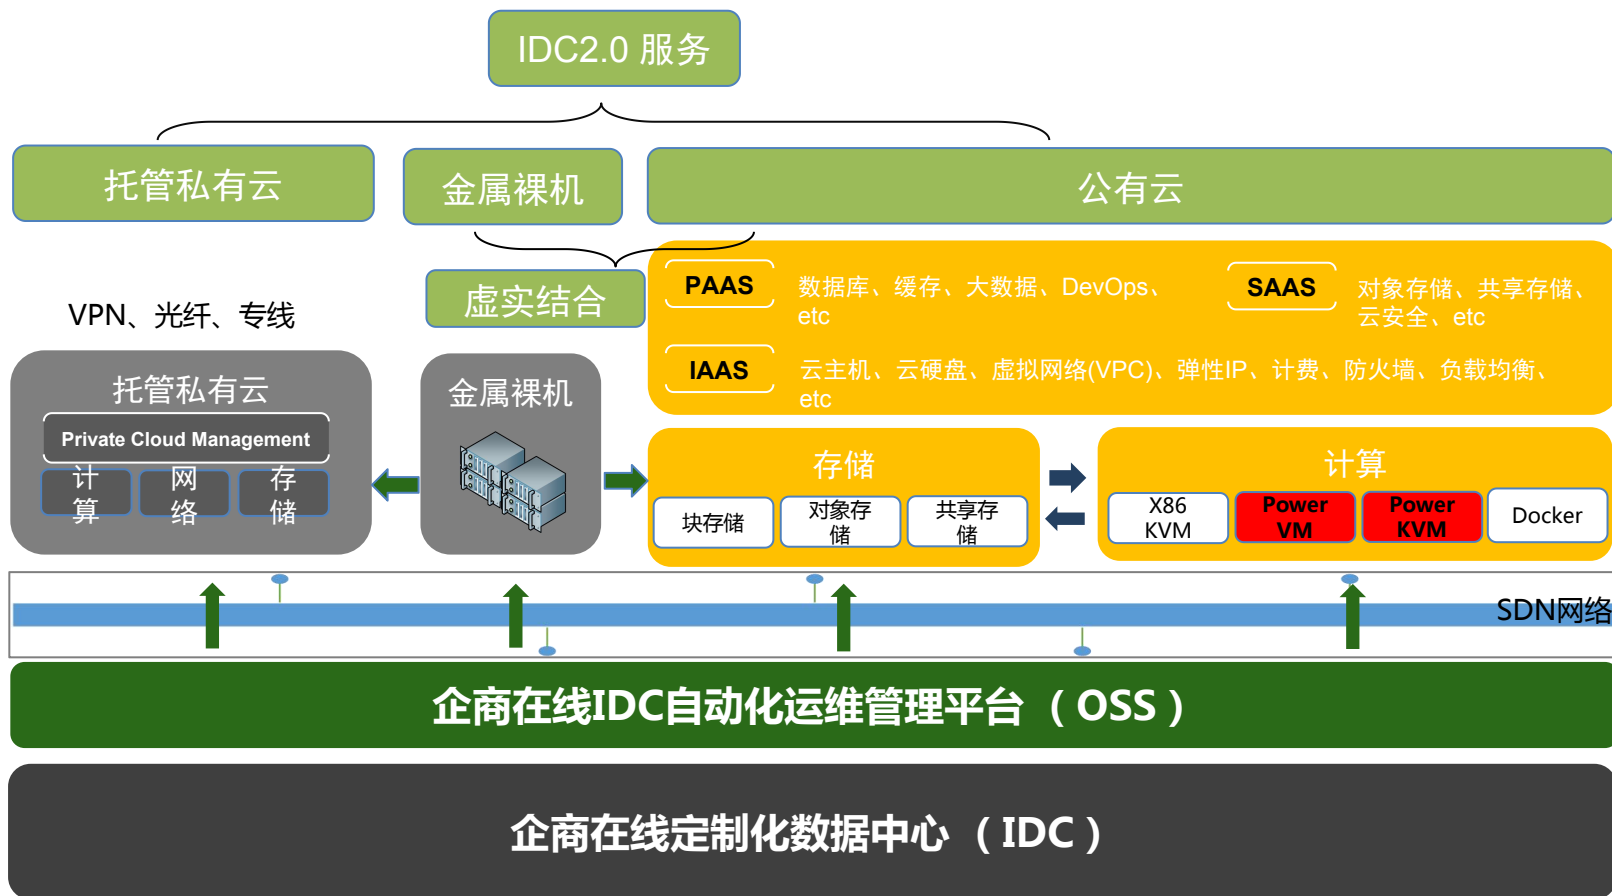 IDC2.0 服务
托管私有云
金属裸机
公有云
虚实结合
PAAS
数据库、缓存、大数据、DevOps、
etc
SAAS
对象存储、共享存储、
云安全、etc
IAAS
云主机、云硬盘、虚拟网络(VPC)、弹性IP、计费、防火墙、负载均衡、
etc
VPN、光纤、专线
托管私有云
Private Cloud Management
计
算
网
络
存
储
金属裸机
存储
块存储
对象存
储
共享存
储
计算
X86
KVM
Power
VM
Power
KVM
Docker
SDN网络
企商在线IDC自动化运维管理平台（OSS）
企商在线定制化数据中心（IDC）